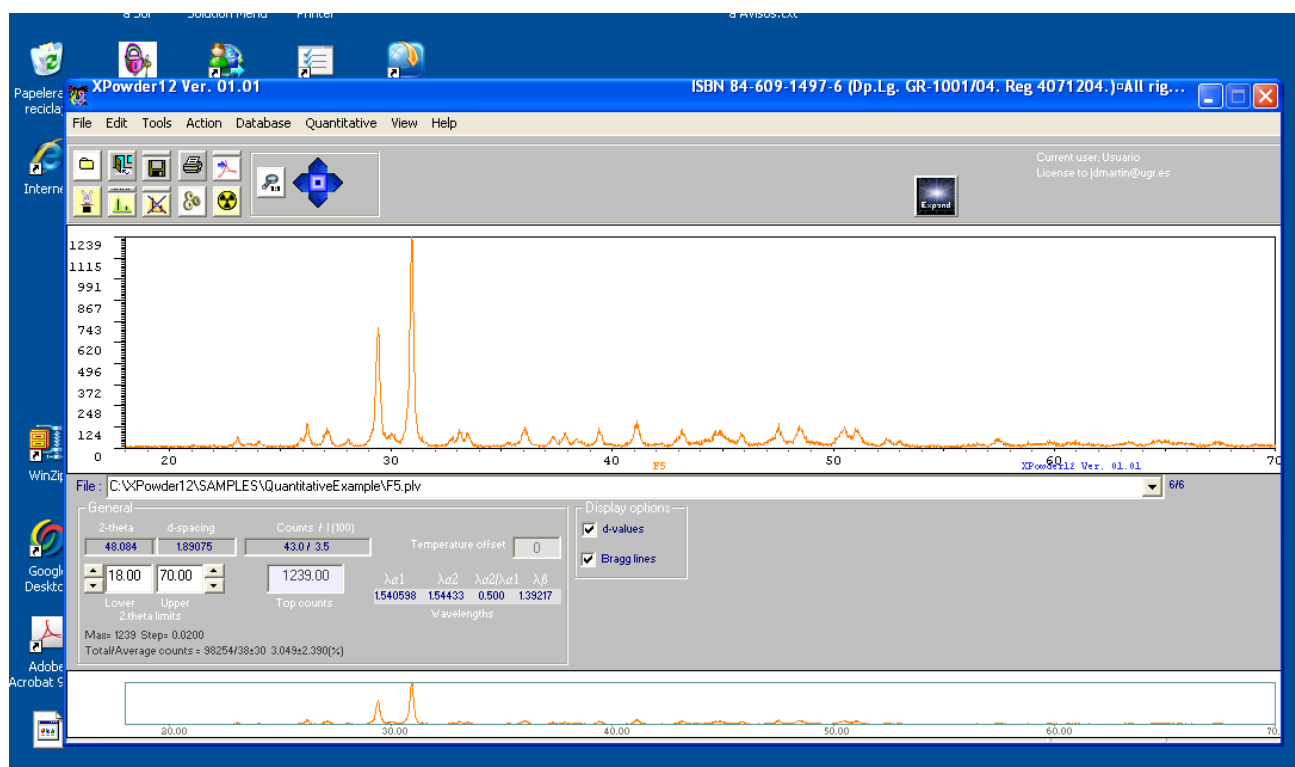 Solution Menu Printer a Avisos.txt
Papelera
recicla
XPowder12 Ver. 01.01 ISBN 84-609-1497-6 (Dp.Lg. GR-1001/04. Reg 4071204.)¤All rig...
File Edit Tools Action Database Quantitative View Help
Interne
1:1
Expand
Current user: Usuario
License to jdmartin@ugr.es
1239
1115
991
867
743
620
496
372
248
124
0
20 30 40 50 60 70
F5
XPowder12 Ver. 01.01
WinZip
File : C:\XPowder12\SAMPLES\QuantitativeExample\F5.plv 6/6
General
2-theta d-spacing Counts / I(100)
48.084 1.89075 43.0 / 3.5
Temperature offset 0
18.00 70.00 1239.00
Lower Upper Top counts
2.theta limits
λα1 λα2 λα2/λα1 λβ
1.540598 1.54433 0.500 1.39217
Wavelengths
Max= 1239 Step= 0.0200
Total/Average counts = 98254/38±30 3.049±2.390(%)
Display options
d-values
Bragg lines
Googl
Deskto
Adobe
Acrobat 9
20.00 30.00 40.00 50.00 60.00 70.